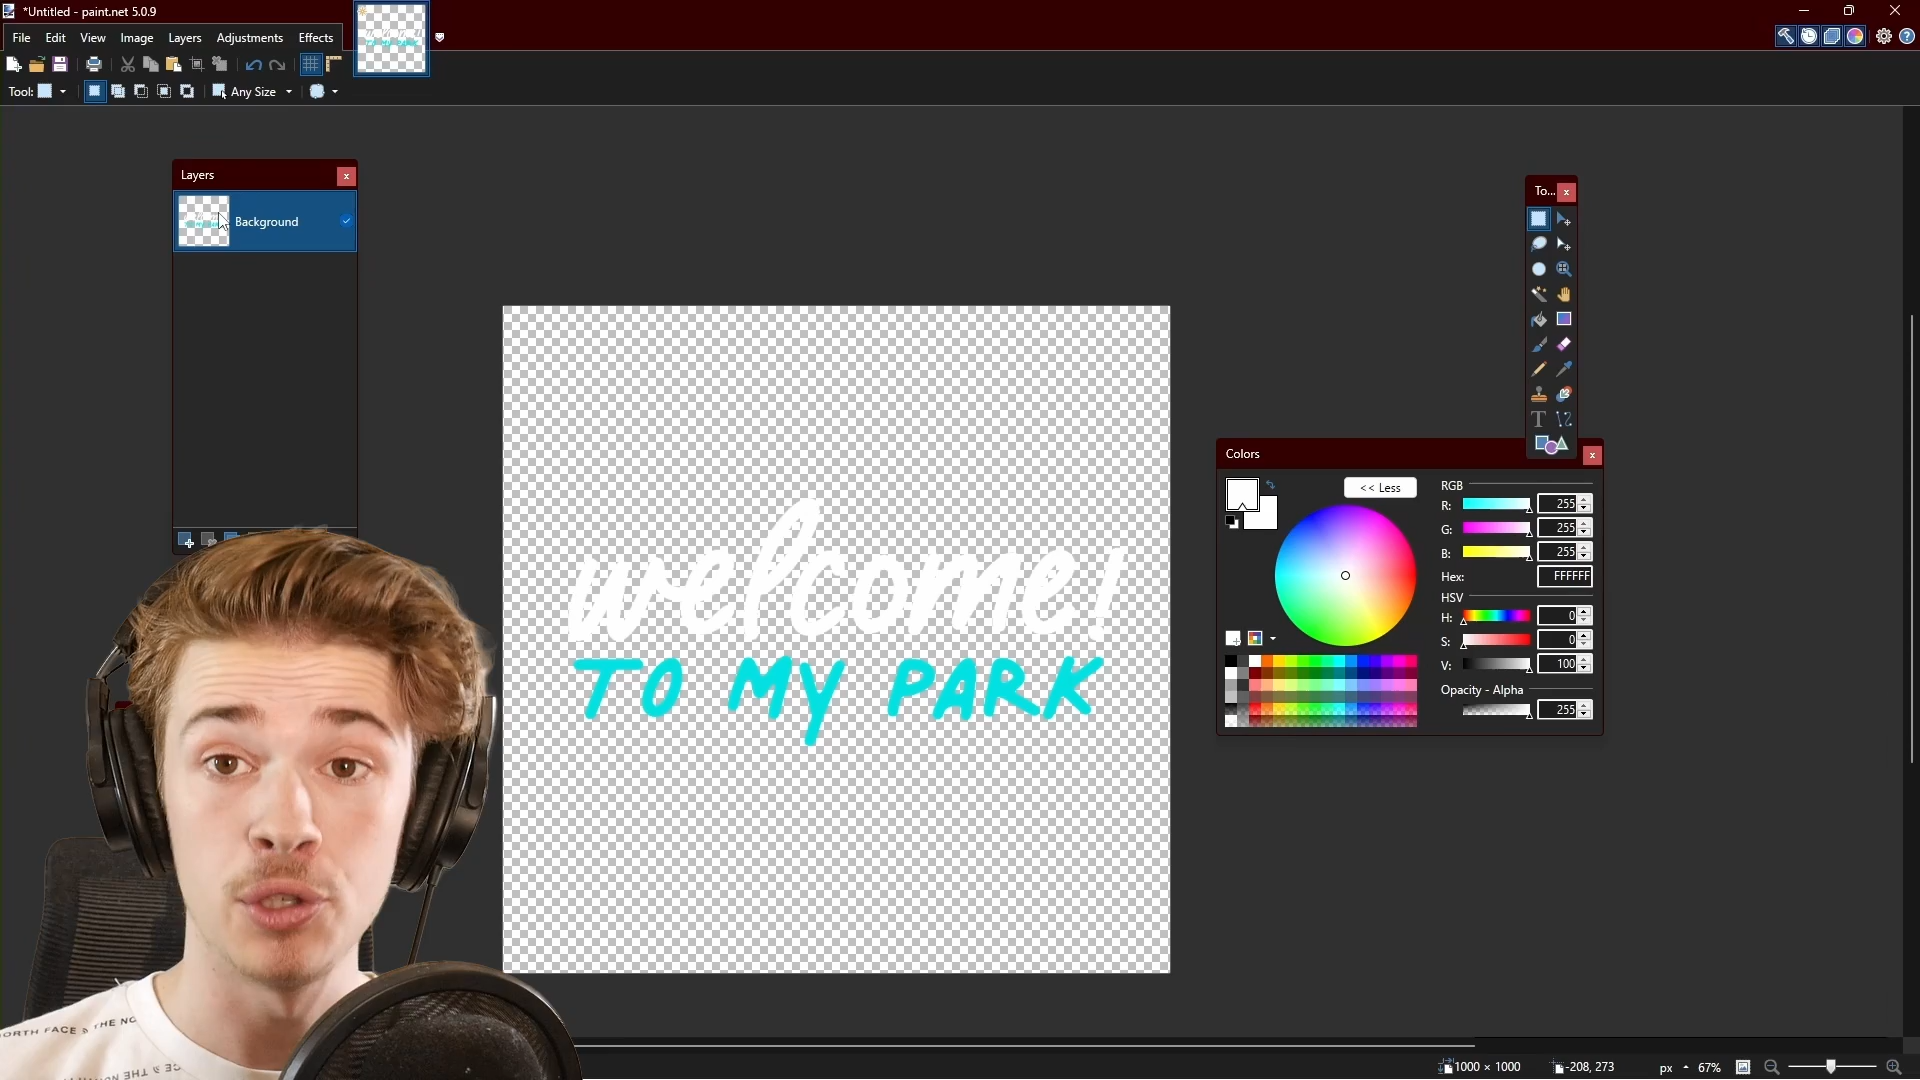 *Untitled - paint.net 5.0.9
File Edit View Image Layers Adjustments Effects
Tool: Any Size
Layers
Background
To...
Colors
<< Less
RGB
R: 255
G: 255
B: 255
Hex: FFFFFF
HSV
H: 0
S: 0
V: 100
Opacity - Alpha
255
welcome!
TO MY PARK
1000 × 1000 -208, 273 px 67%